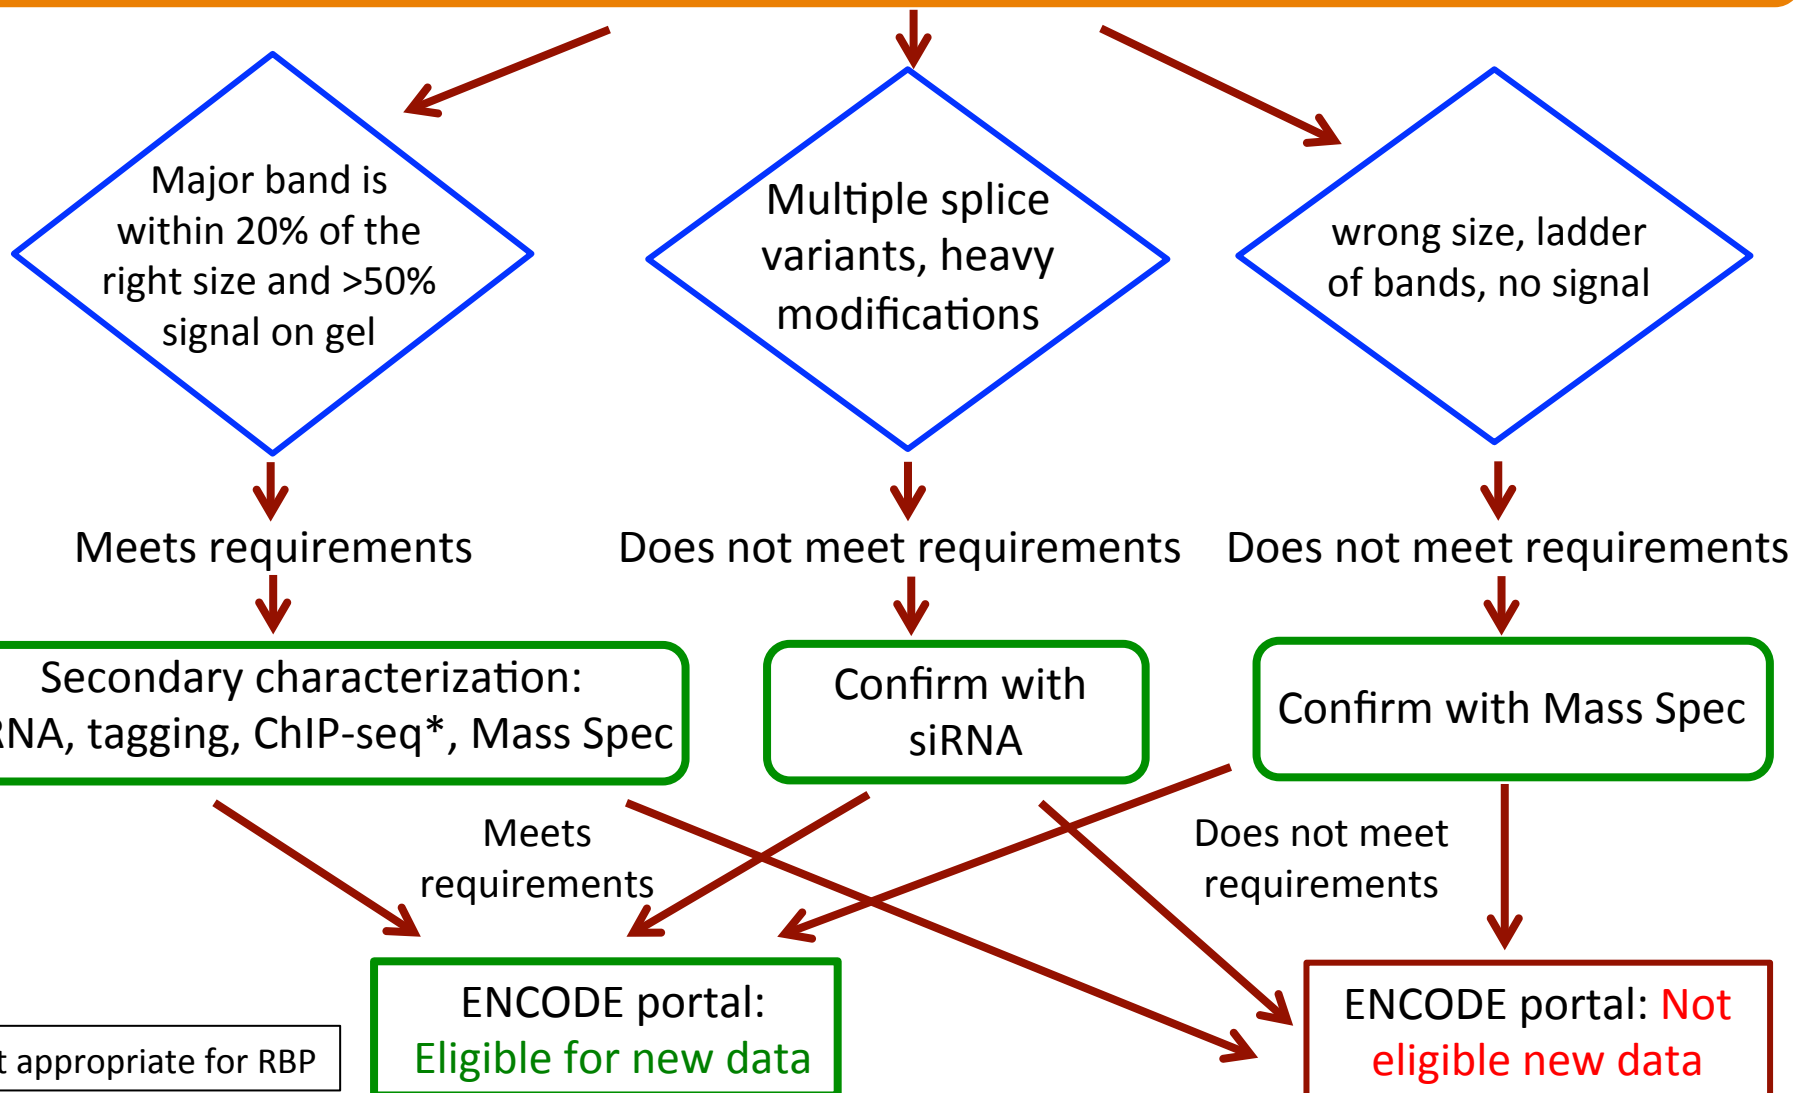 Major band is
within 20% of the
right size and >50%
signal on gel
Multiple splice
variants, heavy
modifications
wrong size, ladder
of bands, no signal
Meets requirements
Does not meet requirements
Does not meet requirements
Secondary characterization:
RNA, tagging, ChIP-seq*, Mass Spec
Confirm with
siRNA
Confirm with Mass Spec
Meets
requirements
Does not meet
requirements
ENCODE portal:
Eligible for new data
ENCODE portal: Not
eligible new data
t appropriate for RBP